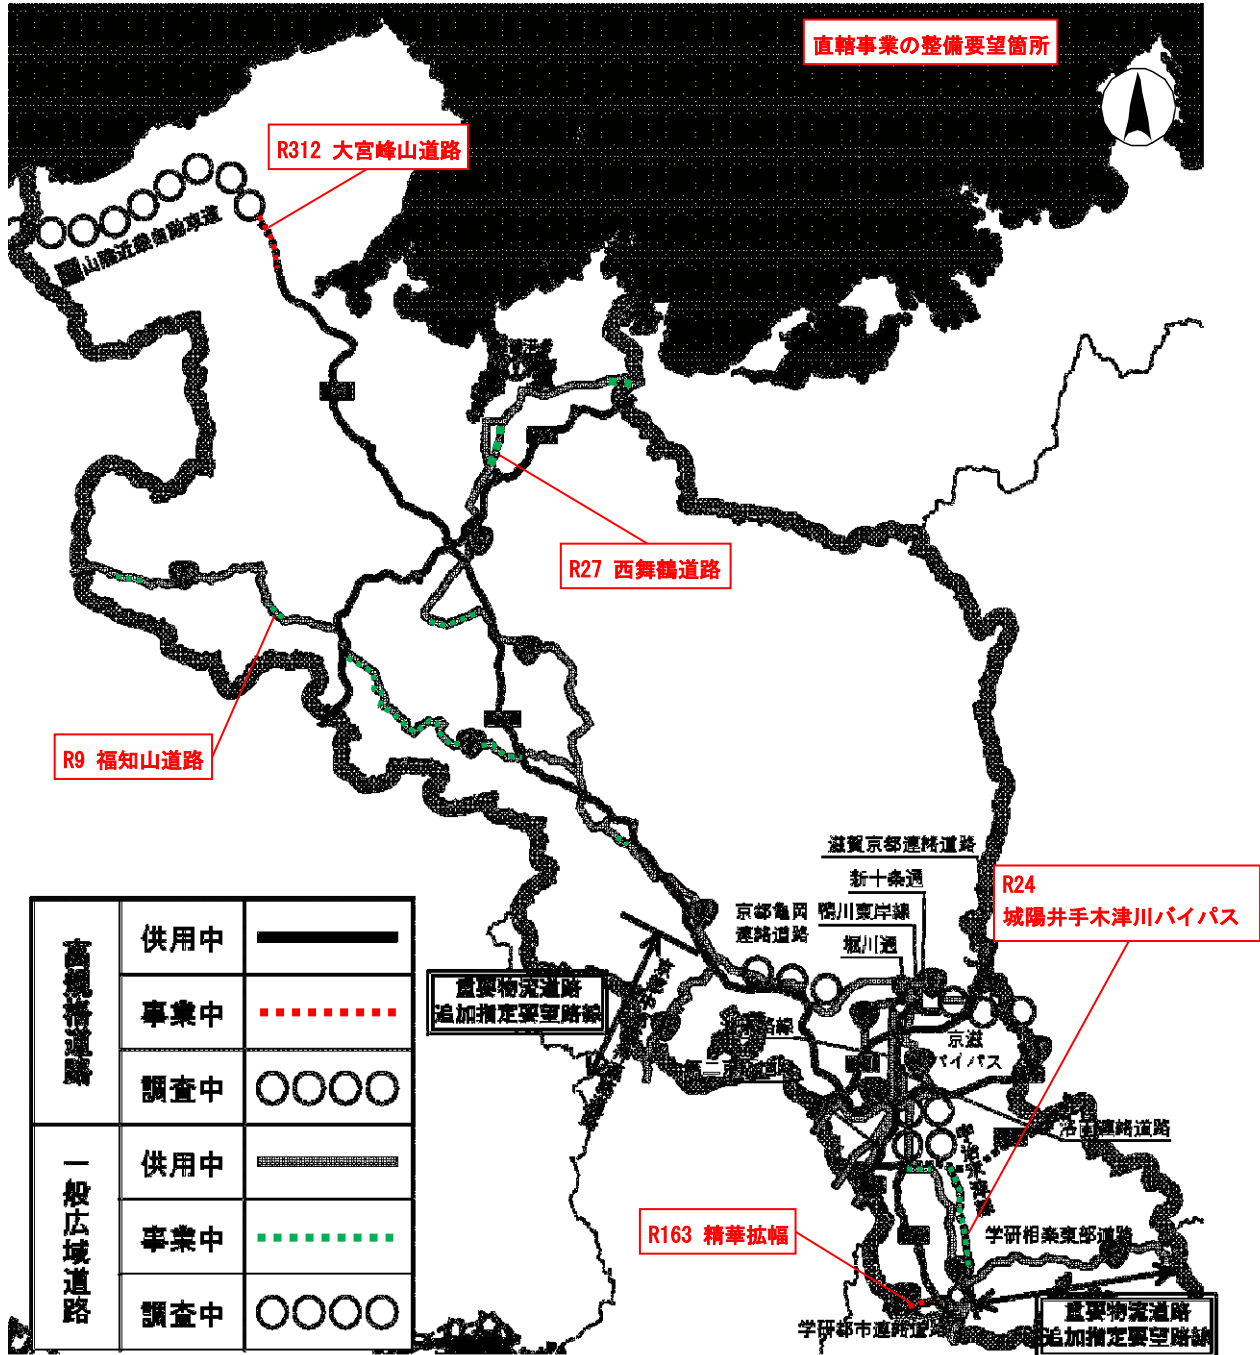 直轄事業の整備要望箇所
R312 大宮峰山道路
山陰近畿自動車道
R27 西舞鶴道路
R9 福知山道路
滋賀京都連絡道路
新十条通
京都亀岡
連絡道路
鴨川東岸線
堀川通
R24
城陽井手木津川バイパス
重要物流道路
追加指定要望路線
京滋
バイパス
洛南連絡道路
R163 精華拡幅
学研相楽東部道路
学研都市連絡道路
重要物流道路
追加指定要望路線
高規格道路
供用中
事業中
調査中
一般広域道路
供用中
事業中
調査中